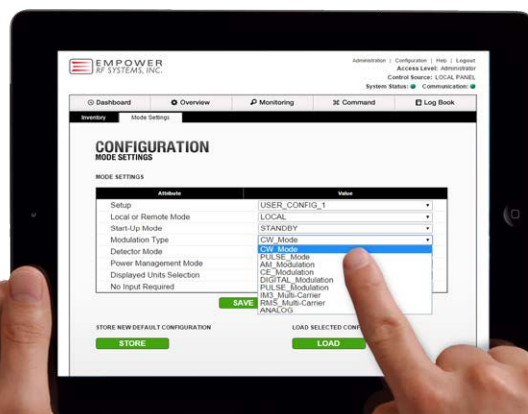 EMPOWER
RF SYSTEMS, INC.
Administration | Configuration | Help | Logout
Access Level: Administrator
Control Source: LOCAL PANEL
System Status: Communication:
Dashboard Overview Monitoring Command Log Book
Inventory Mode Settings
CONFIGURATION
MODE SETTINGS
MODE SETTINGS
Attribute Value
Setup USER_CONFIG_1
Local or Remote Mode LOCAL
Start-Up Mode STANDBY
Modulation Type CW_Mode
Detector Mode CW_Mode
PULSE_Mode
Power Management Mode AM_Modulation
CE_Modulation
Displayed Units Selection DIGITAL_Modulation
PULSE_Modulation
No Input Required IM3_Multi-Carrier
RMS_Multi-Carrier
ANALOG
SAVE
STORE NEW DEFAULT CONFIGURATION LOAD SELECTED
STORE LOAD